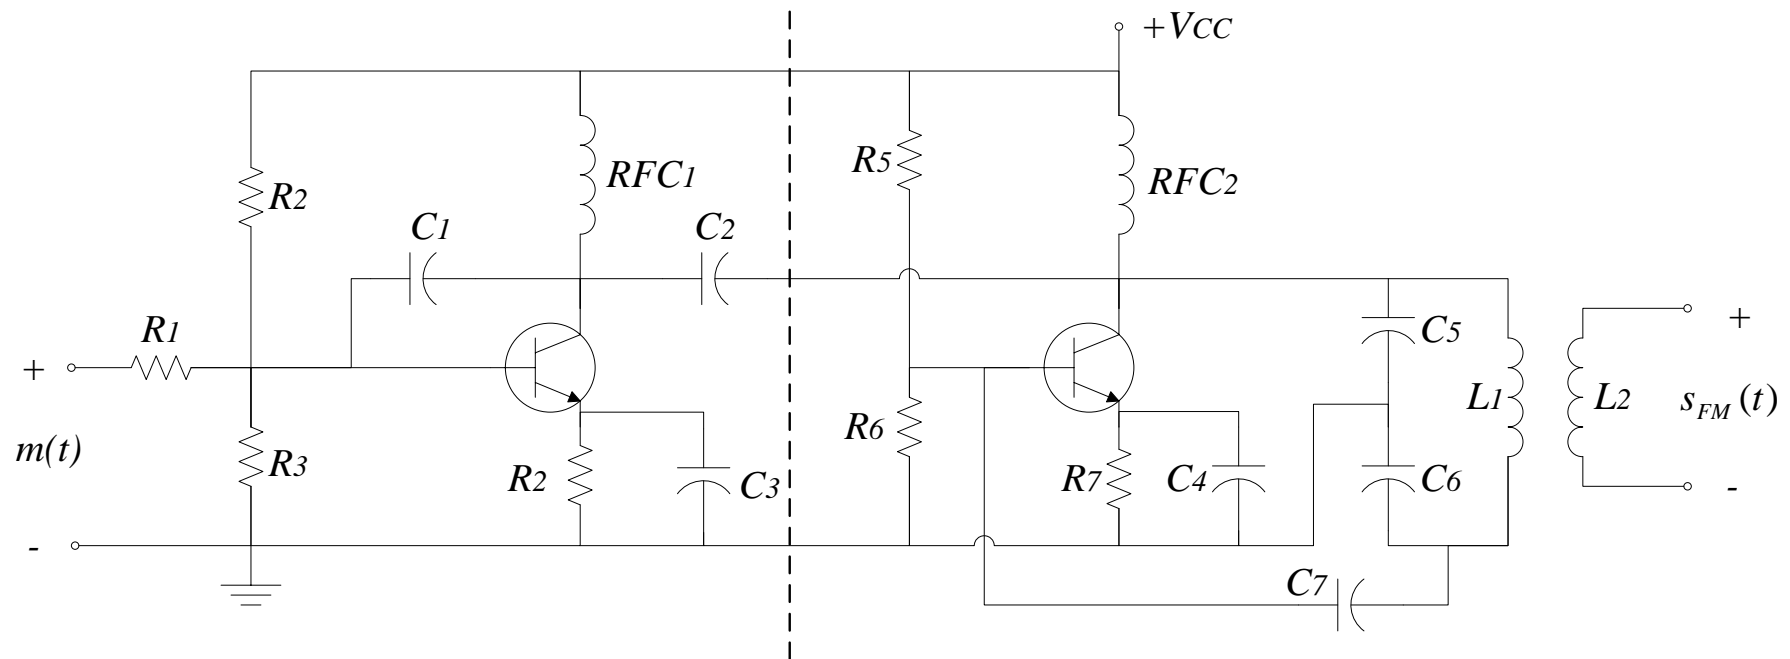 +VCC
R5
RFC1
RFC2
R2
C1
C2
R1
C5
+
+
L1
L2
sFM (t)
R6
m(t)
R3
R2
C3
R7
C4
C6
-
-
C7